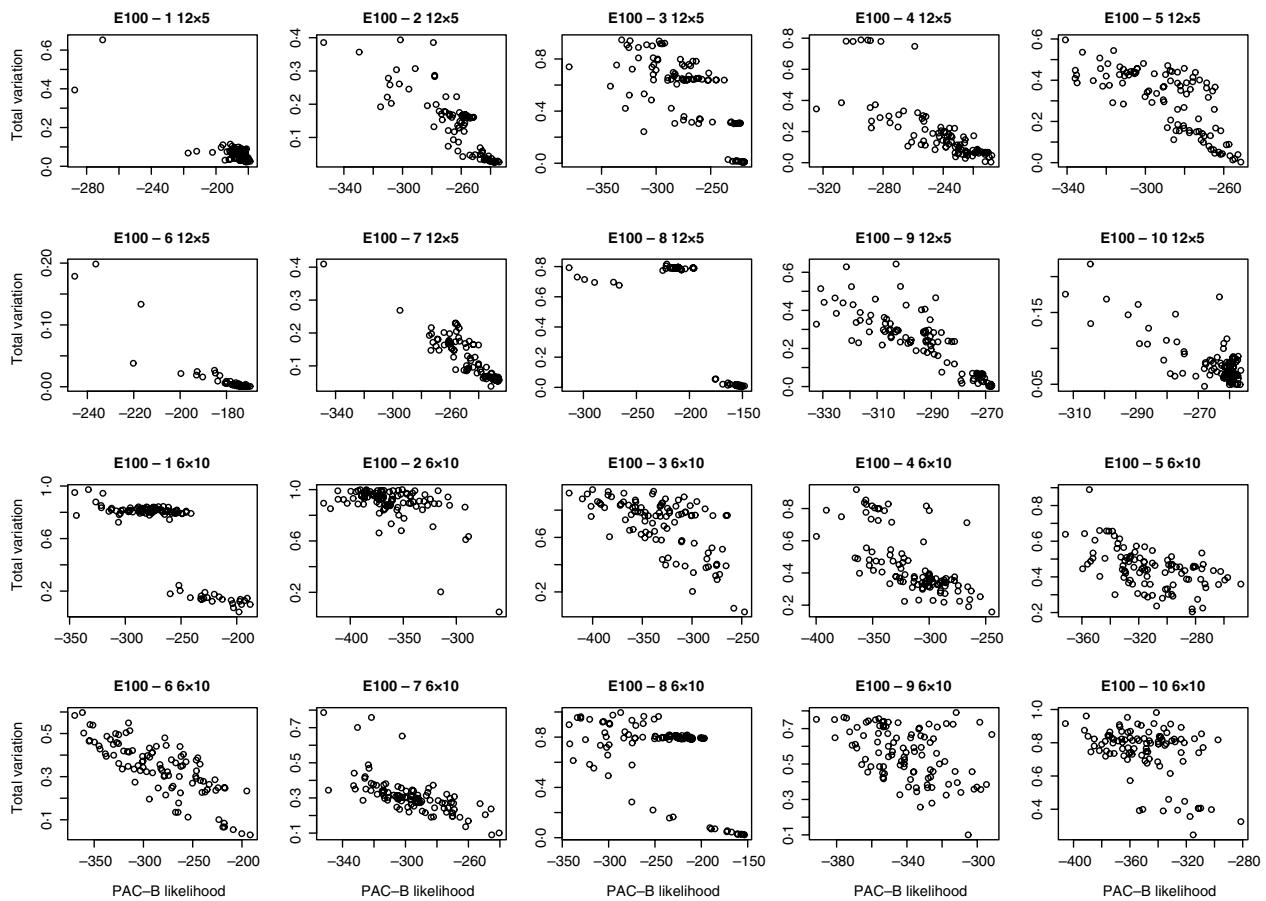 E100 – 1 12×5
E100 – 2 12×5
E100 – 3 12×5
E100 – 4 12×5
E100 – 5 12×5
Total variation
0·0 0·2 0·4 0·6
0·1 0·2 0·3 0·4
0·0 0·4 0·8
0·0 0·2 0·4 0·6 0·8
0·0 0·2 0·4 0·6
−270 −240 −220 −200 −180
−340 −300 −260
−350 −300 −250
−320 −280 −240
−340 −300 −260
E100 – 6 12×5
E100 – 7 12×5
E100 – 8 12×5
E100 – 9 12×5
E100 – 10 12×5
Total variation
0·00 0·10 0·20
0·1 0·2 0·3 0·4
0·0 0·2 0·4 0·6 0·8
0·0 0·2 0·4 0·6
0·05 0·15
−240 −220 −200 −180
−340 −300 −260
−300 −250 −200 −150
−330 −310 −290 −270
−310 −290 −270
E100 – 1 6×10
E100 – 2 6×10
E100 – 3 6×10
E100 – 4 6×10
E100 – 5 6×10
Total variation
0·2 0·6 1·0
0·2 0·6 1·0
0·2 0·6
0·2 0·4 0·6 0·8
0·2 0·4 0·6 0·8
−350 −300 −250 −200
−400 −350 −300
−400 −350 −300 −250
−400 −350 −300 −250
−360 −320 −280
E100 – 6 6×10
E100 – 7 6×10
E100 – 8 6×10
E100 – 9 6×10
E100 – 10 6×10
Total variation
0·1 0·3 0·5
0·1 0·3 0·5 0·7
0·0 0·4 0·8
0·1 0·3 0·5 0·7
0·4 0·6 0·8 1·0
−350 −300 −250 −200
−340 −300 −260
−350 −300 −250 −200 −150
−380 −340 −300
−400 −360 −320 −280
PAC–B likelihood
PAC–B likelihood
PAC–B likelihood
PAC–B likelihood
PAC–B likelihood